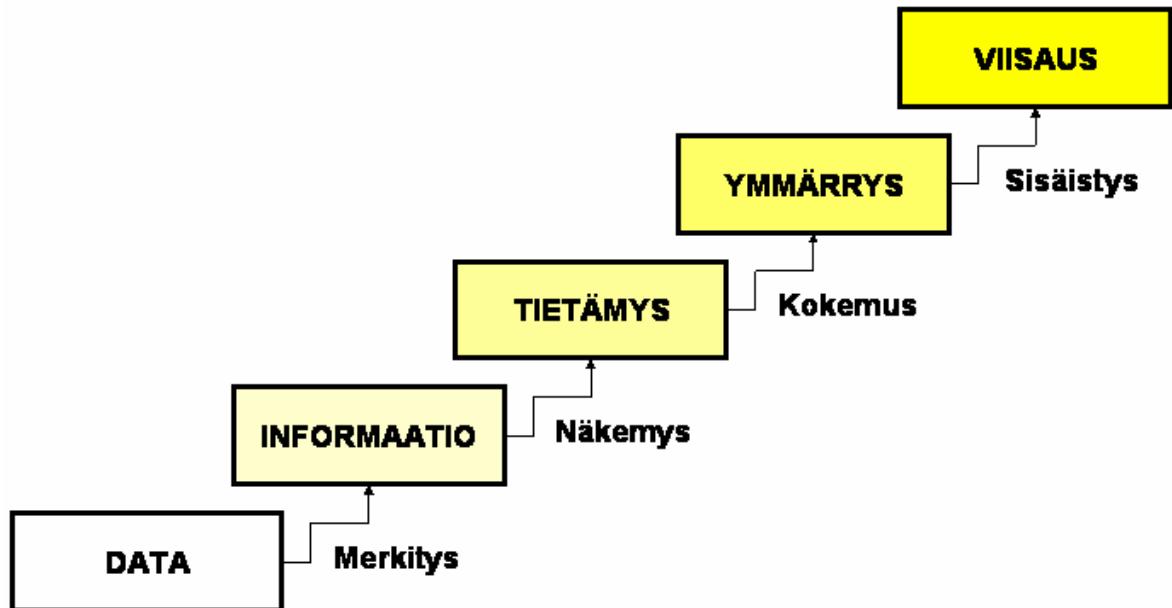 VIISAUS
YMMÄRRYS
Sisäistys
TIETÄMYS
Kokemus
INFORMAATIO
Näkemys
DATA
Merkitys